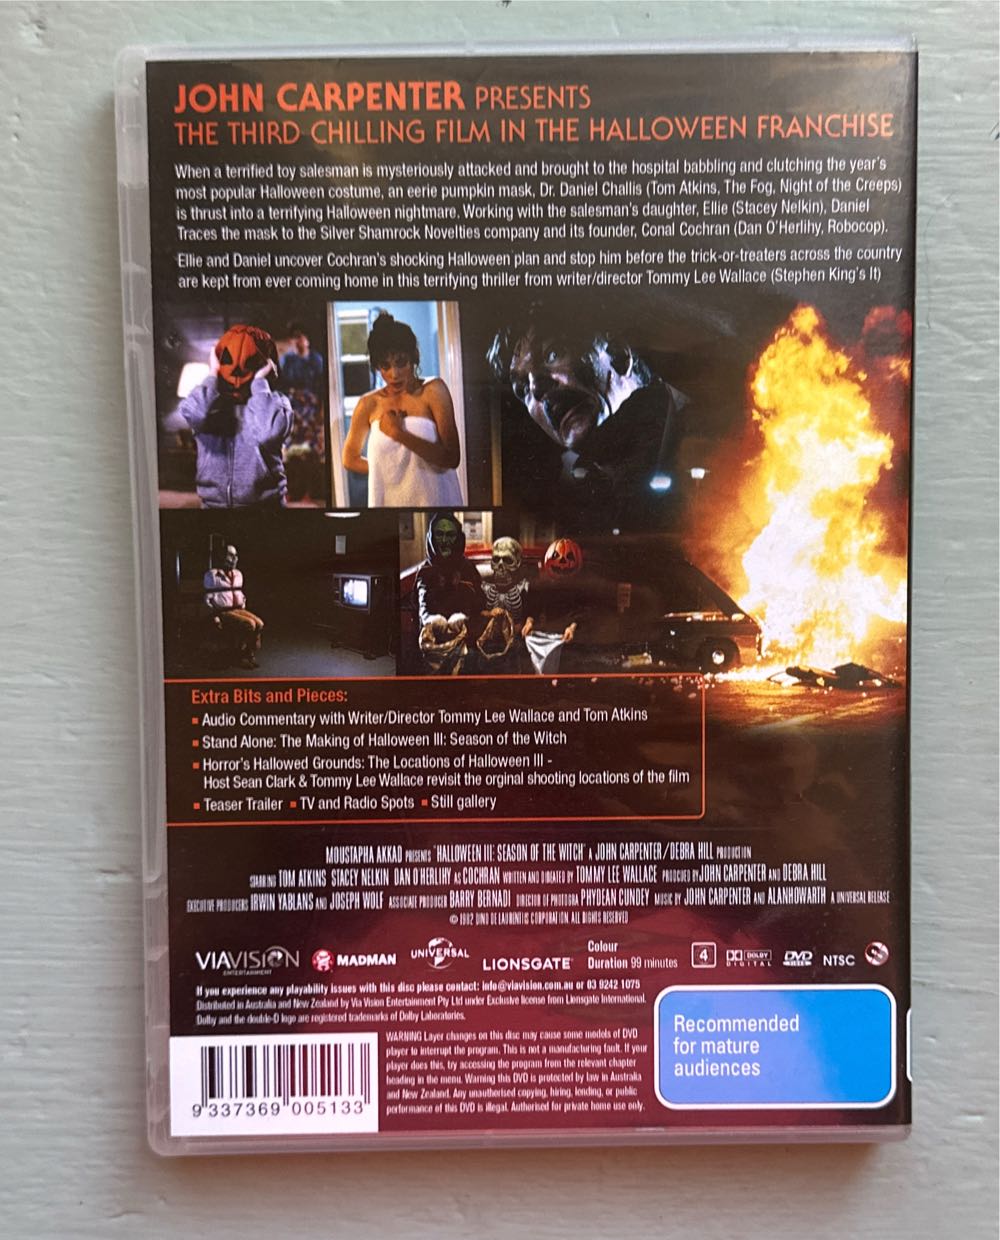 JOHN CARPENTER PRESENTS
THE THIRD CHILLING FILM IN THE HALLOWEEN FRANCHISE
When a terrified toy salesman is mysteriously attacked and brought to the hospital babbling and clutching the year's
most popular Halloween costume, an eerie pumpkin mask, Dr. Daniel Challis (Tom Atkins, The Fog, Night of the Creeps)
is thrust into a terrifying Halloween nightmare. Working with the salesman's daughter, Ellie (Stacey Nelkin), Daniel
Traces the mask to the Silver Shamrock Novelties company and its founder, Conal Cochran (Dan O'Herlihy, Robocop).
Ellie and Daniel uncover Cochran's shocking Halloween plan and stop him before the trick-or-treaters across the country
are kept from ever coming home in this terrifying thriller from writer/director Tommy Lee Wallace (Stephen King's It)
Extra Bits and Pieces:
▪ Audio Commentary with Writer/Director Tommy Lee Wallace and Tom Atkins
▪ Stand Alone: The Making of Halloween III: Season of the Witch
▪ Horror's Hallowed Grounds: The Locations of Halloween III -
Host Sean Clark & Tommy Lee Wallace revisit the orginal shooting locations of the film
▪ Teaser Trailer ▪ TV and Radio Spots ▪ Still gallery
MOUSTAPHA AKKAD PRESENTS "HALLOWEEN III: SEASON OF THE WITCH" A JOHN CARPENTER/DEBRA HILL PRODUCTION
STARRING TOM ATKINS STACEY NELKIN DAN O'HERLIHY AS COCHRAN WRITTEN AND DIREATED BY TOMMY LEE WALLACE PRODUCED BY JOHN CARPENTER AND DEBRA HILL
EXECUTIVE PRODUCERS IRWIN YABLANS AND JOSEPH WOLF ASSOCIATE PRODUCER BARRY BERNADI DIRECTOR OF PHOTOGRA PHYDEAN CUNDEY MUSIC BY JOHN CARPENTER AND ALANHOWARTH A UNIVERSAL RELEASE
© 1982 DINO DE LAURENTIIS CORPORATION. ALL RIGHTS RESERVED
VIAVISION ENTERTAINMENT
MADMAN
UNIVERSAL
LIONSGATE
Colour
Duration 99 minutes
4
DOLBY DIGITAL
DVD VIDEO
NTSC
If you experience any playability issues with this disc please contact: info@viavision.com.au or 03 9242 1075
Distributed in Australia and New Zealand by Via Vision Entertainment Pty Ltd under Exclusive license from Lionsgate International.
Dolby and the double-D logo are registered trademarks of Dolby Laboratories.
WARNING Layer changes on this disc may cause some models of DVD
player to interrupt the program. This is not a manufacturing fault. If your
player does this, try accessing the program from the relevant chapter
heading in the menu. Warning this DVD is protected by law in Australia
and New Zealand. Any unauthorised copying, hiring, lending, or public
performance of this DVD is illegal. Authorised for private home use only.
Recommended
for mature
audiences
9 337369 005133